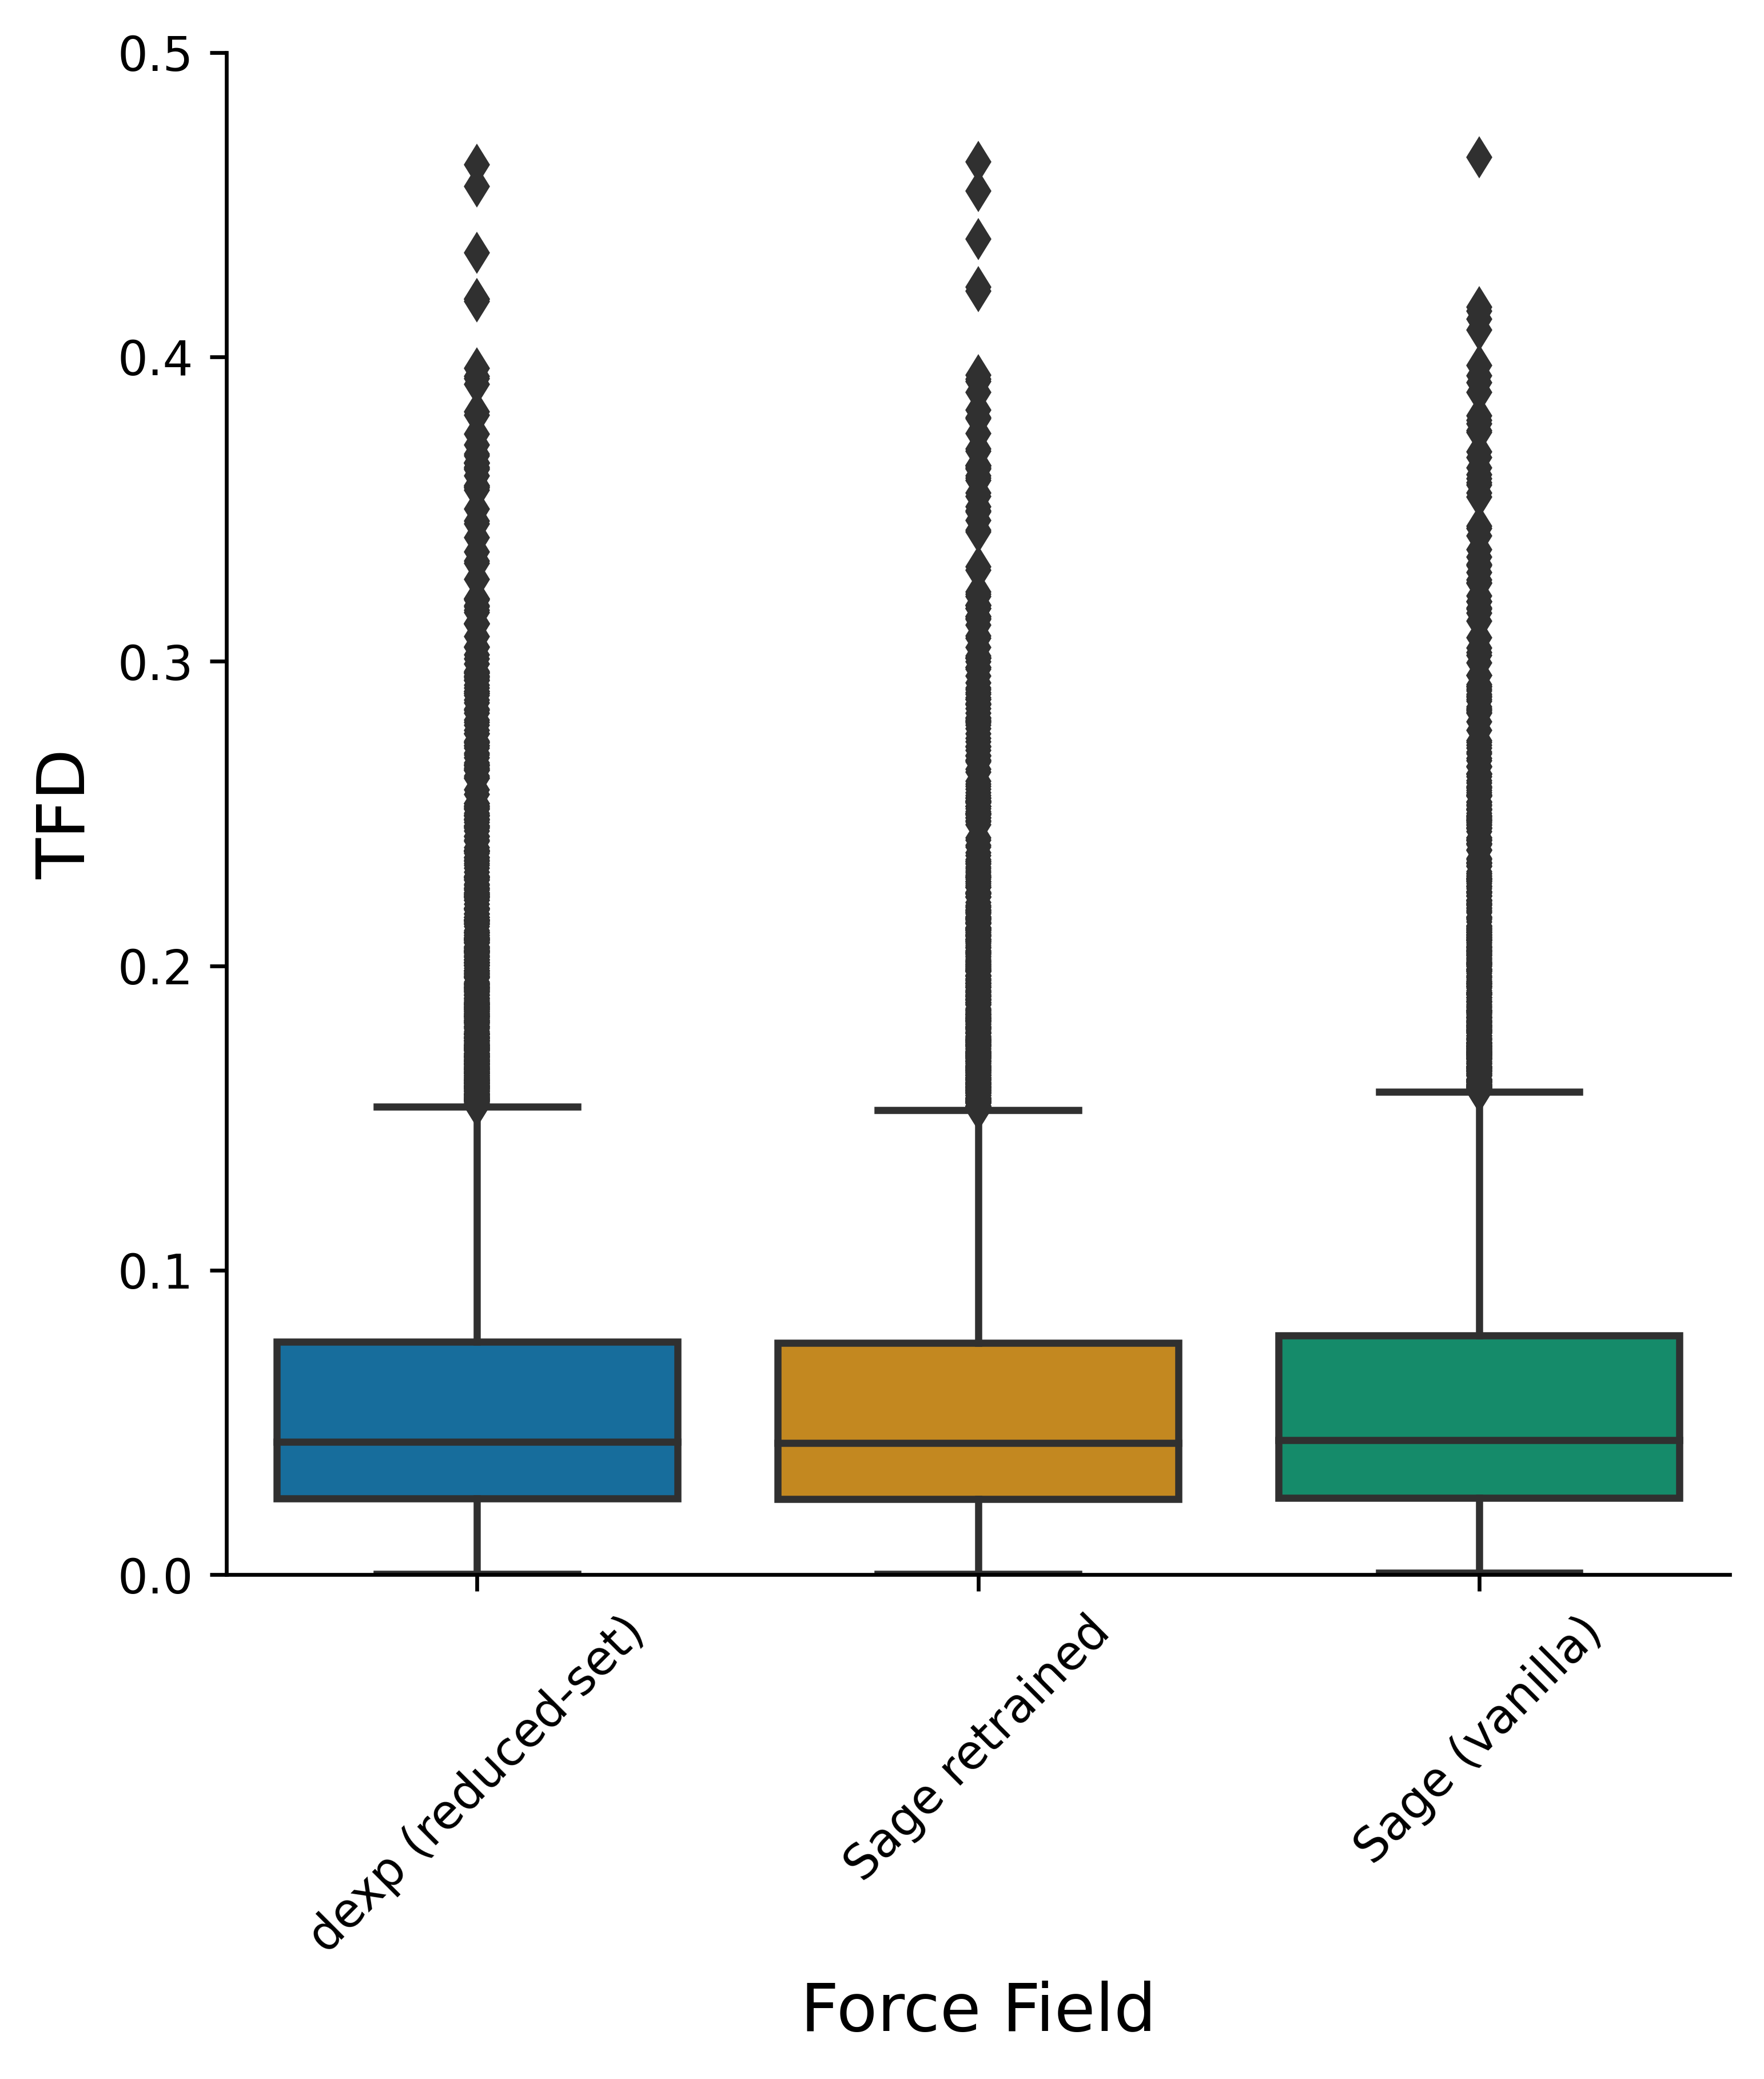 0.5
0.4
0.3
0.2
0.1
0.0
TFD
dexp (reduced-set)
Sage retrained
Sage (vanilla)
Force Field